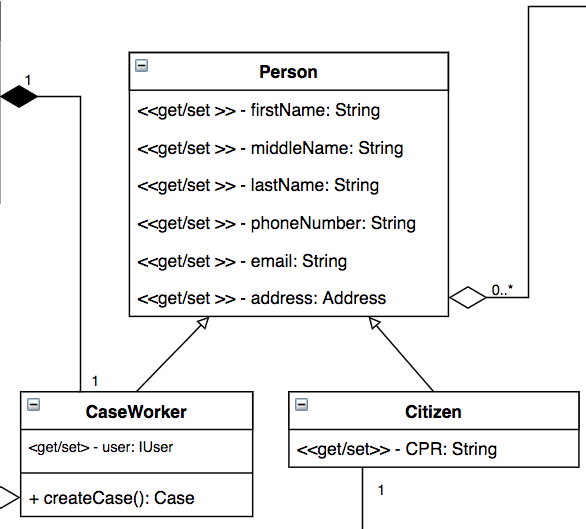 1
Person
<<get/set >> - firstName: String
<<get/set >> - middleName: String
<<get/set >> - lastName: String
<<get/set >> - phoneNumber: String
<<get/set >> - email: String
<<get/set >> - address: Address
0..*
1
CaseWorker
<get/set> - user: IUser
+ createCase(): Case
Citizen
<<get/set>> - CPR: String
1